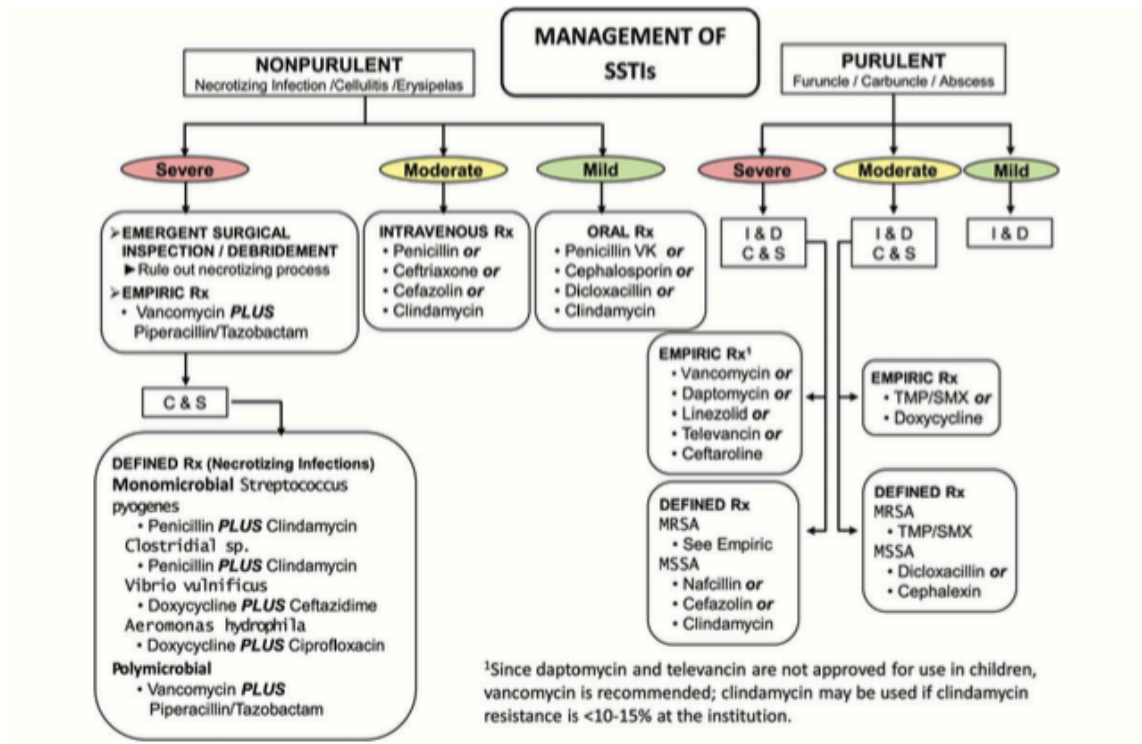 MANAGEMENT OF
SSTIs
NONPURULENT
Necrotizing Infection /Cellulitis /Erysipelas
Severe
Moderate
Mild
➢EMERGENT SURGICAL
INSPECTION / DEBRIDEMENT
►Rule out necrotizing process
➢EMPIRIC Rx
• Vancomycin PLUS
Piperacillin/Tazobactam
C & S
DEFINED Rx (Necrotizing Infections)
Monomicrobial Streptococcus
pyogenes
• Penicillin PLUS Clindamycin
Clostridial sp.
• Penicillin PLUS Clindamycin
Vibrio vulnificus
• Doxycycline PLUS Ceftazidime
Aeromonas hydrophila
• Doxycycline PLUS Ciprofloxacin
Polymicrobial
• Vancomycin PLUS
Piperacillin/Tazobactam
INTRAVENOUS Rx
• Penicillin or
• Ceftriaxone or
• Cefazolin or
• Clindamycin
ORAL Rx
• Penicillin VK or
• Cephalosporin or
• Dicloxacillin or
• Clindamycin
PURULENT
Furuncle / Carbuncle / Abscess
Severe
Moderate
Mild
I & D
C & S
I & D
C & S
I & D
EMPIRIC Rx¹
• Vancomycin or
• Daptomycin or
• Linezolid or
• Televancin or
• Ceftaroline
DEFINED Rx
MRSA
• See Empiric
MSSA
• Nafcillin or
• Cefazolin or
• Clindamycin
EMPIRIC Rx
• TMP/SMX or
• Doxycycline
DEFINED Rx
MRSA
• TMP/SMX
MSSA
• Dicloxacillin or
• Cephalexin
¹Since daptomycin and televancin are not approved for use in children,
vancomycin is recommended; clindamycin may be used if clindamycin
resistance is <10-15% at the institution.